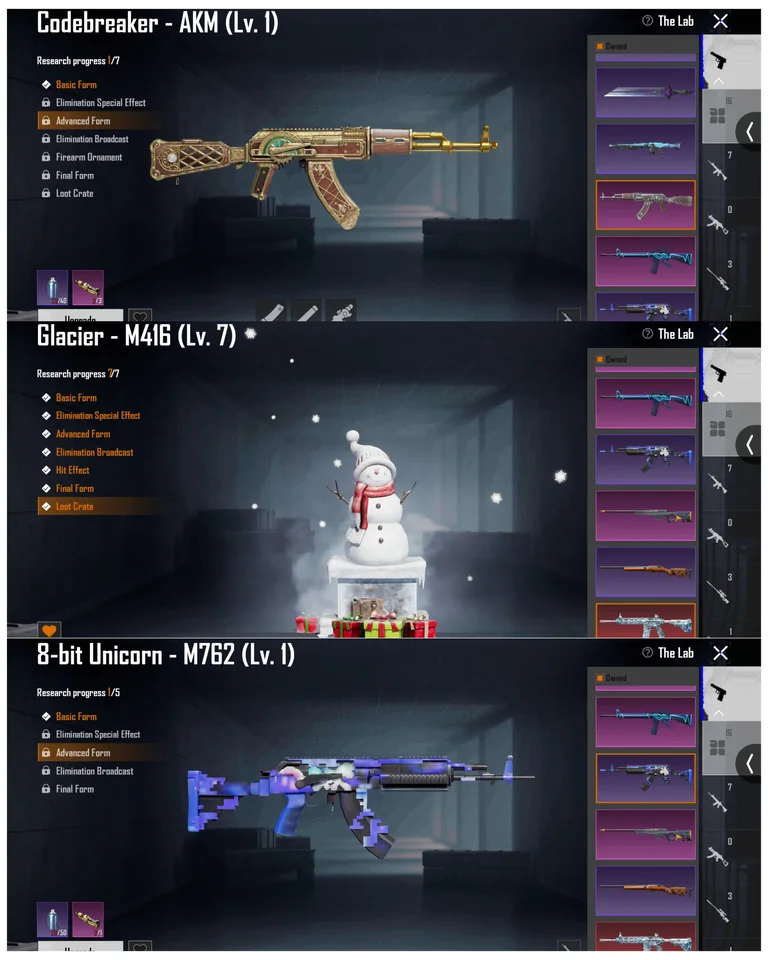 Codebreaker - AKM (Lv. 1)
? The Lab
Owned
Research progress 1/7
Basic Form
Elimination Special Effect
Advanced Form
Elimination Broadcast
Firearm Ornament
Final Form
Loot Crate
16
7
0
3
/40
/3
Upgrade
Glacier - M416 (Lv. 7)
? The Lab
Owned
Research progress 7/7
Basic Form
Elimination Special Effect
Advanced Form
Elimination Broadcast
Hit Effect
Final Form
Loot Crate
16
7
0
3
8-bit Unicorn - M762 (Lv. 1)
? The Lab
Owned
Research progress 1/5
Basic Form
Elimination Special Effect
Advanced Form
Elimination Broadcast
Final Form
16
7
0
3
/50
/1